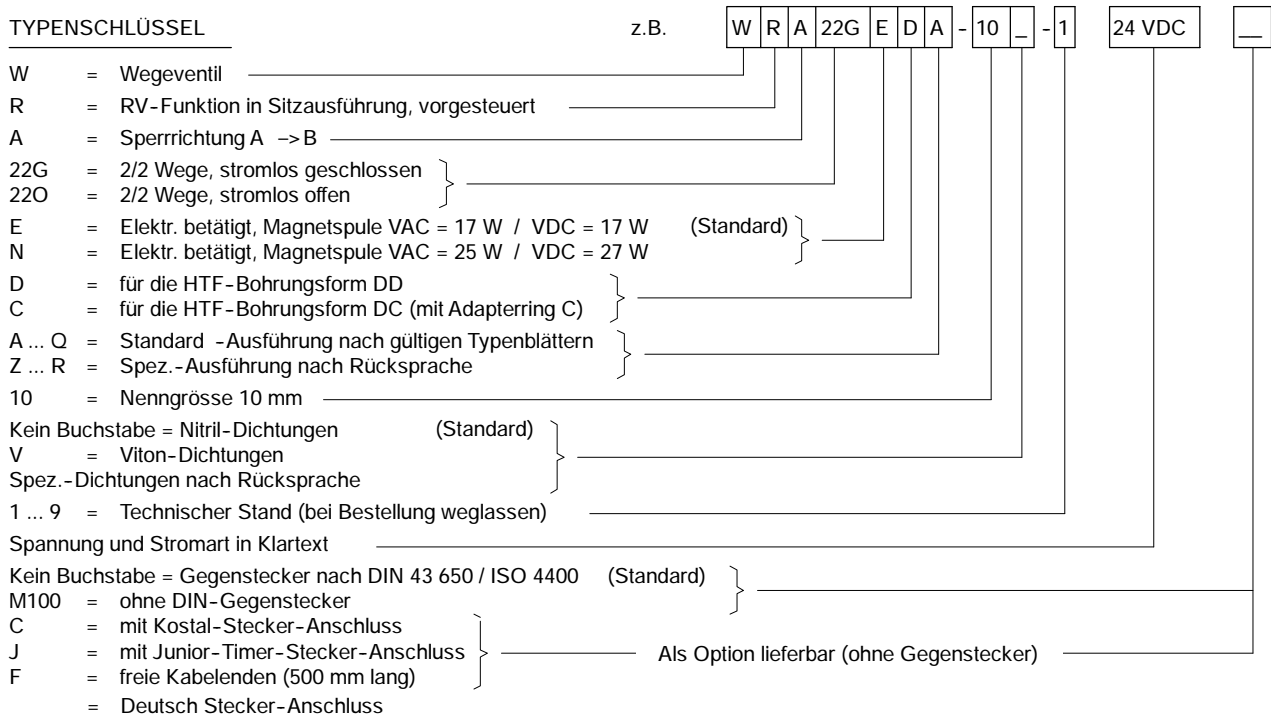 TYPENSCHLÜSSEL z.B. W R A 22G E D A - 10 _ - 1 24 VDC __
W = Wegeventil
R = RV-Funktion in Sitzausführung, vorgesteuert
A = Sperrrichtung A –> B
22G = 2/2 Wege, stromlos geschlossen
22O = 2/2 Wege, stromlos offen
E = Elektr. betätigt, Magnetspule VAC = 17 W / VDC = 17 W (Standard)
N = Elektr. betätigt, Magnetspule VAC = 25 W / VDC = 27 W
D = für die HTF-Bohrungsform DD
C = für die HTF-Bohrungsform DC (mit Adapterring C)
A ... Q = Standard -Ausführung nach gültigen Typenblättern
Z ... R = Spez.-Ausführung nach Rücksprache
10 = Nenngrösse 10 mm
Kein Buchstabe = Nitril-Dichtungen (Standard)
V = Viton-Dichtungen
Spez.-Dichtungen nach Rücksprache
1 ... 9 = Technischer Stand (bei Bestellung weglassen)
Spannung und Stromart in Klartext
Kein Buchstabe = Gegenstecker nach DIN 43 650 / ISO 4400 (Standard)
M100 = ohne DIN-Gegenstecker
C = mit Kostal-Stecker-Anschluss
J = mit Junior-Timer-Stecker-Anschluss Als Option lieferbar (ohne Gegenstecker)
F = freie Kabelenden (500 mm lang)
= Deutsch Stecker-Anschluss